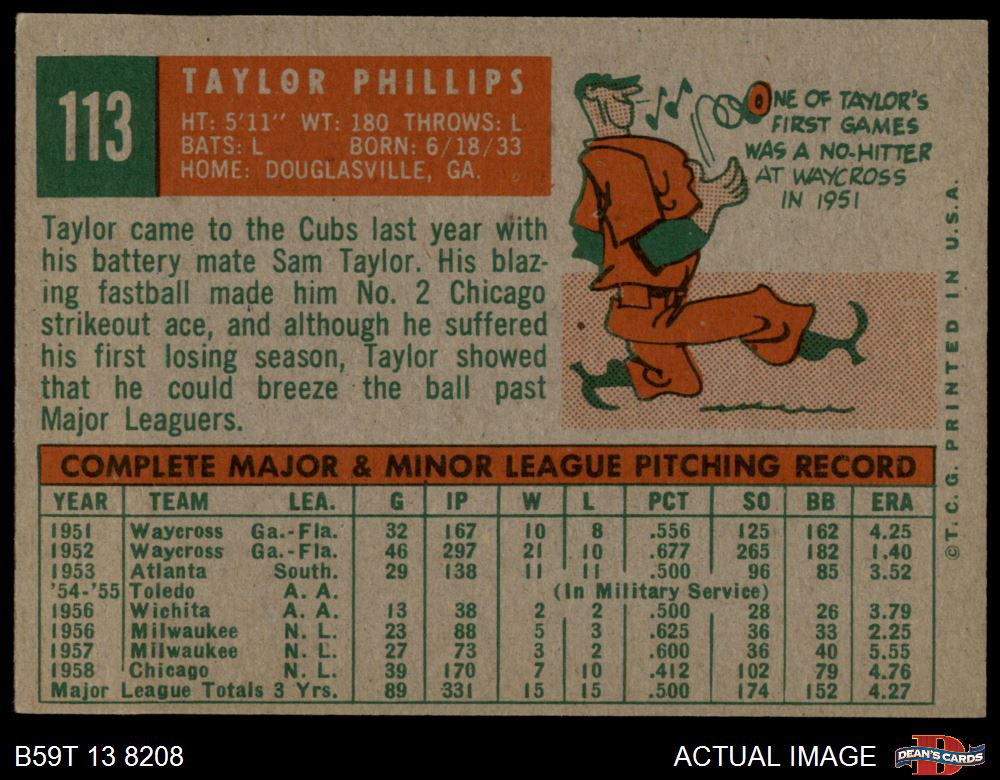 113
TAYLOR PHILLIPS
HT: 5'11" WT: 180 THROWS: L
BATS: L BORN: 6/18/33
HOME: DOUGLASVILLE, GA.
ONE OF TAYLOR'S
FIRST GAMES
WAS A NO-HITTER
AT WAYCROSS
IN 1951
Taylor came to the Cubs last year with
his battery mate Sam Taylor. His blaz-
ing fastball made him No. 2 Chicago
strikeout ace, and although he suffered
his first losing season, Taylor showed
that he could breeze the ball past
Major Leaguers.
COMPLETE MAJOR & MINOR LEAGUE PITCHING RECORD
YEAR TEAM LEA. G IP W L PCT SO BB ERA
1951 Waycross Ga.-Fla. 32 167 10 8 .556 125 162 4.25
1952 Waycross Ga.-Fla. 46 297 21 10 .677 265 182 1.40
1953 Atlanta South. 29 138 11 11 .500 96 85 3.52
'54-'55 Toledo A. A. (In Military Service)
1956 Wichita A. A. 13 38 2 2 .500 28 26 3.79
1956 Milwaukee N. L. 23 88 5 3 .625 36 33 2.25
1957 Milwaukee N. L. 27 73 3 2 .600 36 40 5.55
1958 Chicago N. L. 39 170 7 10 .412 102 79 4.76
Major League Totals 3 Yrs. 89 331 15 15 .500 174 152 4.27
©T. C. G. PRINTED IN U.S.A.
B59T 13 8208
ACTUAL IMAGE
DEAN'S CARDS